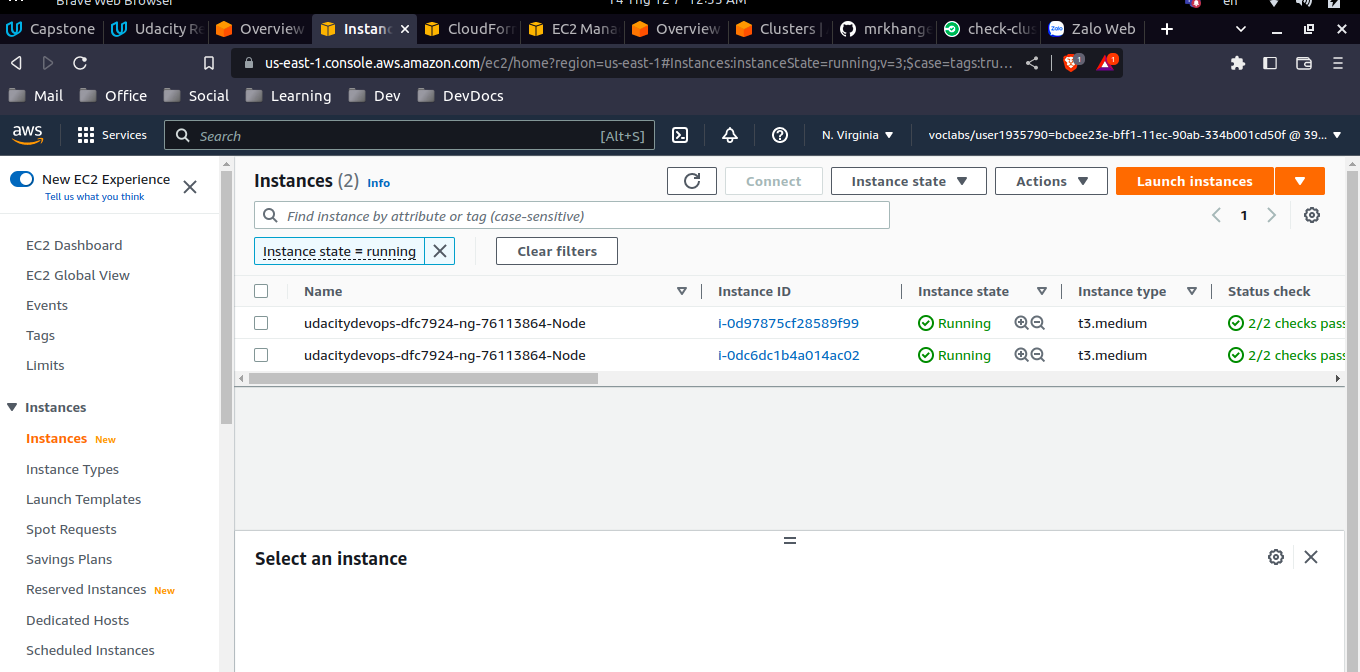 Brave Web Browser 14 Thg 12 7 12:35 AM en
Capstone Udacity Re Overview Instanc CloudForr EC2 Mana Overview Clusters | mrkhange check-clus Zalo Web
us-east-1.console.aws.amazon.com/ec2/home?region=us-east-1#Instances:instanceState=running;v=3;$case=tags:tru... 1 1
Mail Office Social Learning Dev DevDocs
aws Services Search [Alt+S] N. Virginia voclabs/user1935790=bcbee23e-bff1-11ec-90ab-334b001cd50f @ 39...
New EC2 Experience
Tell us what you think
EC2 Dashboard
EC2 Global View
Events
Tags
Limits
Instances
Instances New
Instance Types
Launch Templates
Spot Requests
Savings Plans
Reserved Instances New
Dedicated Hosts
Scheduled Instances
Instances (2) Info Connect Instance state Actions Launch instances
Find instance by attribute or tag (case-sensitive) 1
Instance state = running Clear filters
Name Instance ID Instance state Instance type Status check
udacitydevops-dfc7924-ng-76113864-Node i-0d97875cf28589f99 Running t3.medium 2/2 checks pass
udacitydevops-dfc7924-ng-76113864-Node i-0dc6dc1b4a014ac02 Running t3.medium 2/2 checks pass
Select an instance